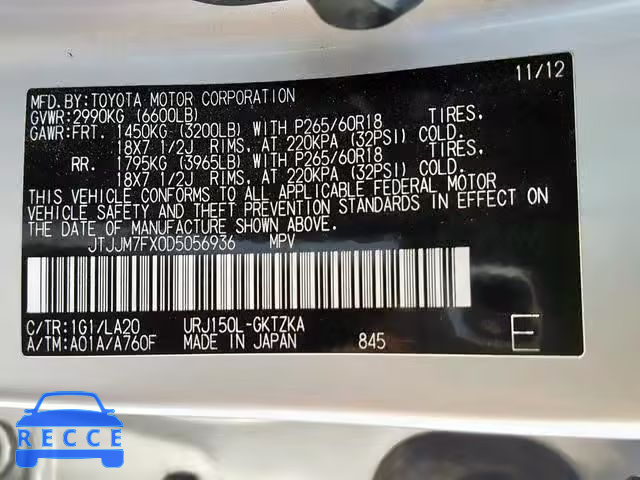 11/12
MFD.BY:TOYOTA MOTOR CORPORATION
GVWR:2990KG (6600LB)
GAWR:FRT. 1450KG (3200LB) WITH P265/60R18 TIRES.
18X7 1/2J RIMS. AT 220KPA (32PSI) COLD.
RR. 1795KG (3965LB) WITH P265/60R18 TIRES.
18X7 1/2J RIMS. AT 220KPA (32PSI) COLD.
THIS VEHICLE CONFORMS TO ALL APPLICABLE FEDERAL MOTOR
VEHICLE SAFETY AND THEFT PREVENTION STANDARDS IN EFFECT ON
THE DATE OF MANUFACTURE SHOWN ABOVE.
JTJJM7FX0D5056936 MPV
C/TR:1G1/LA20 URJ150L-GKTZKA
A/TM:A01A/A760F MADE IN JAPAN 845 E
RECCE